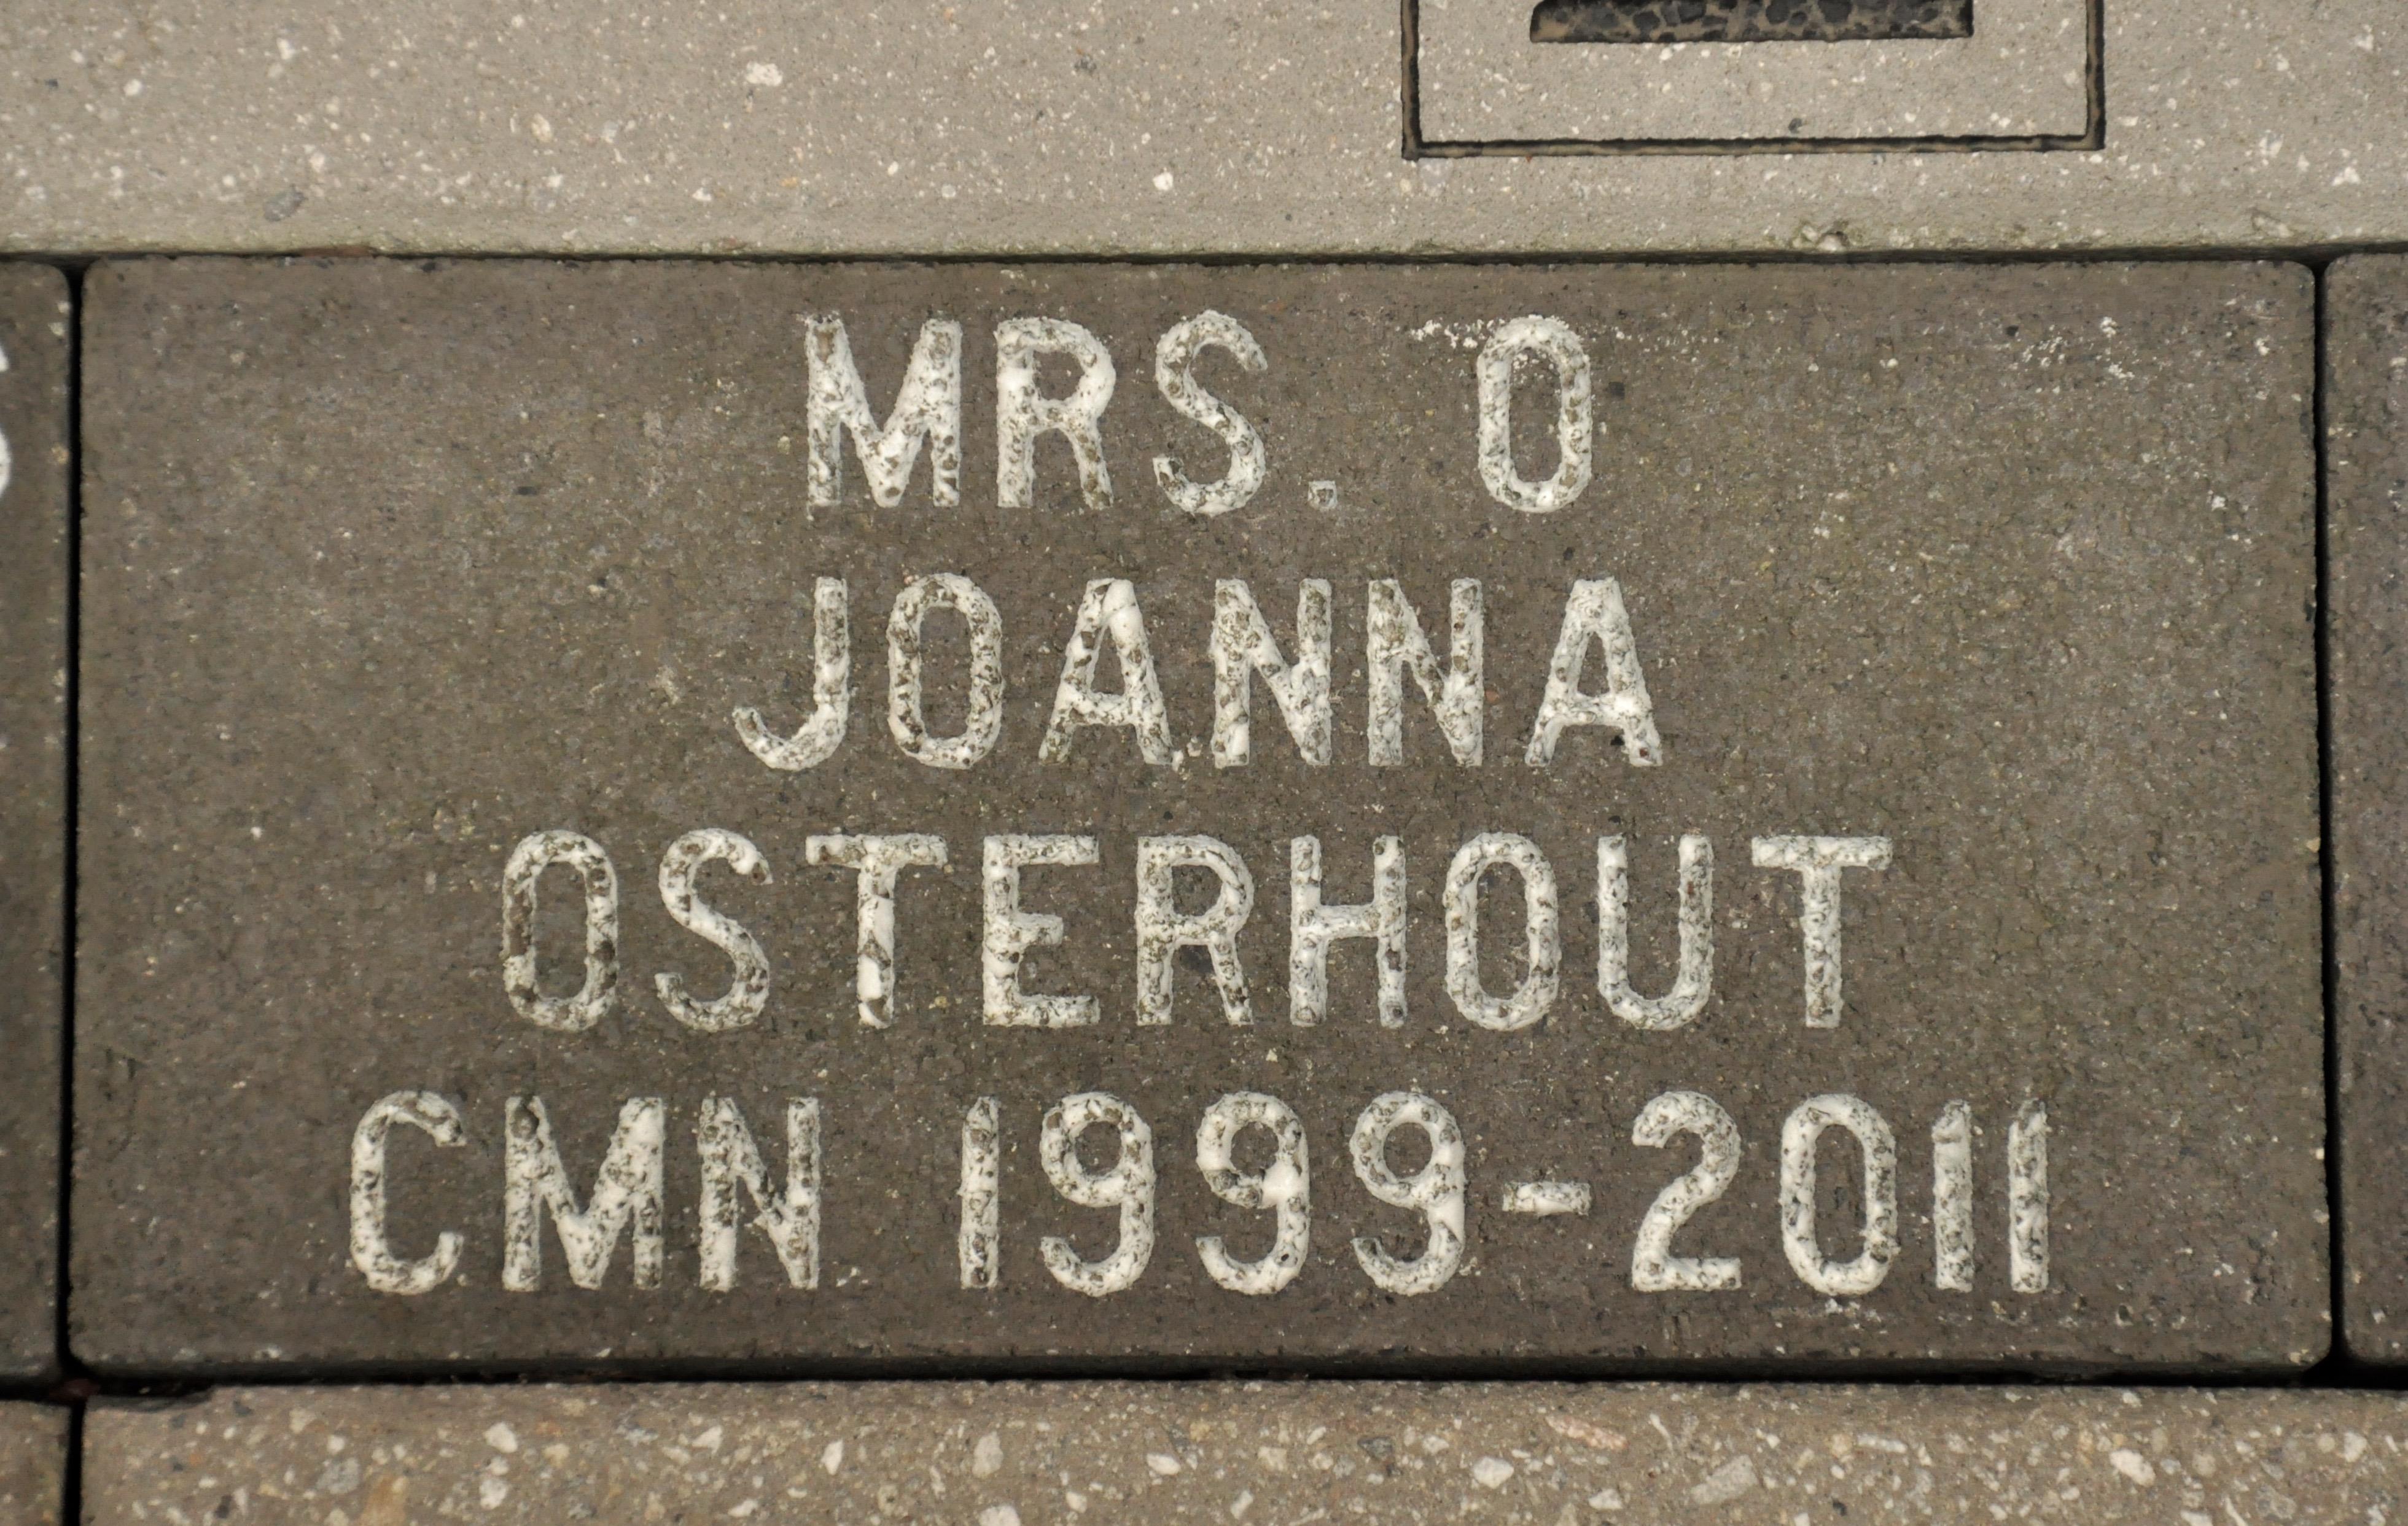 MRS. O
JOANNA
OSTERHOUT
CMN 1999-2011